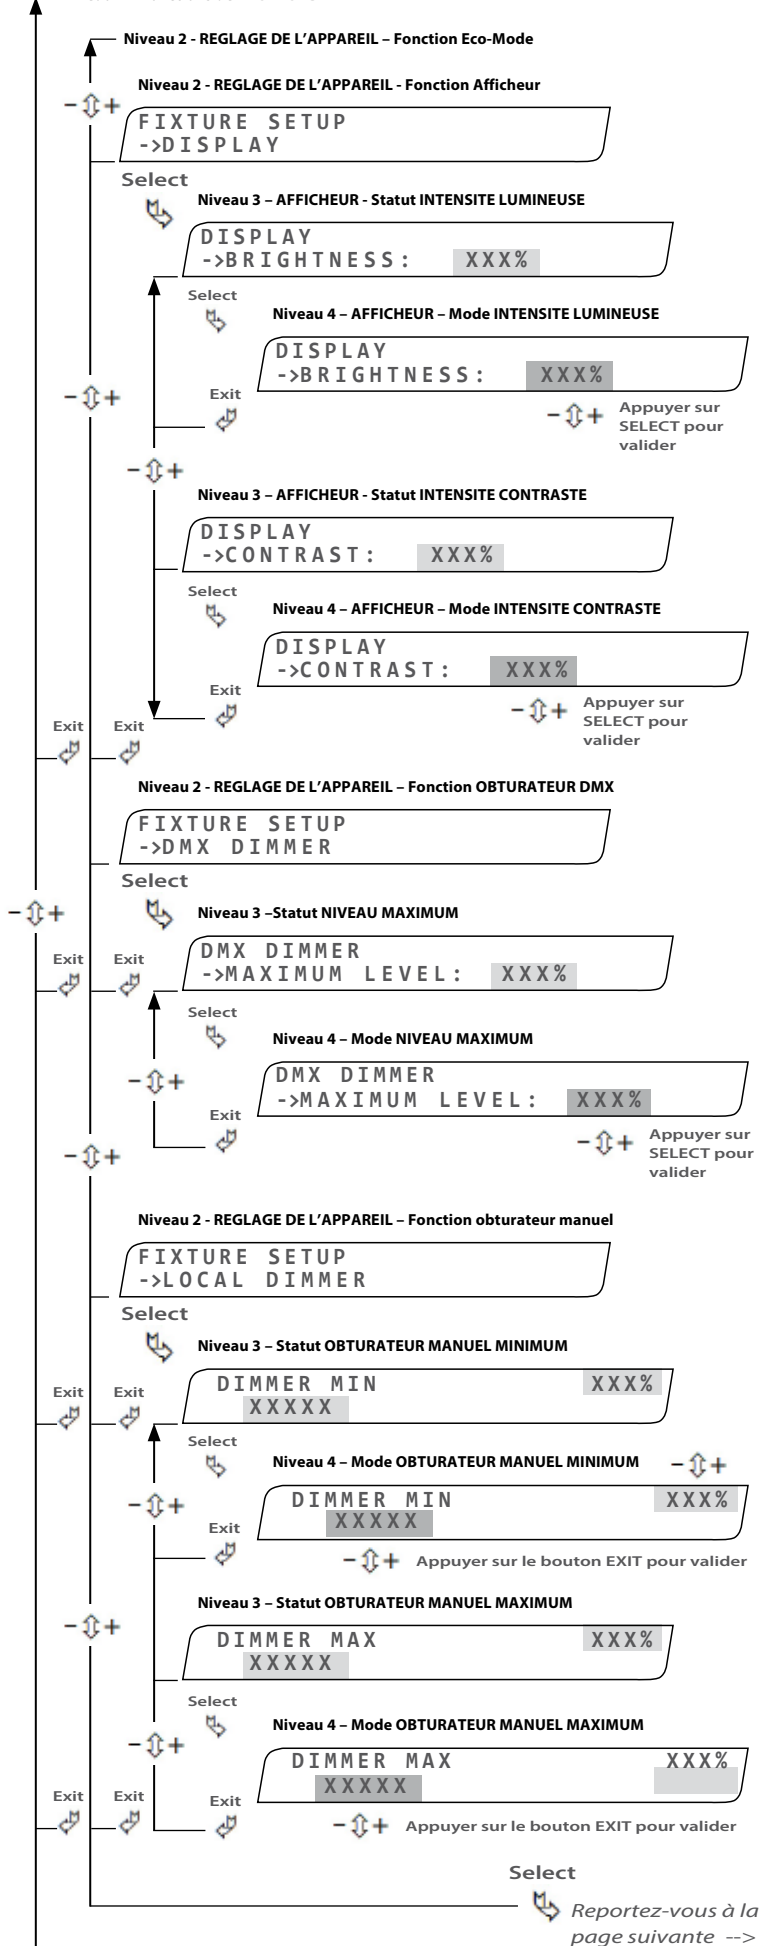 Niveau 2 - REGLAGE DE L'APPAREIL – Fonction Eco-Mode
Niveau 2 - REGLAGE DE L'APPAREIL - Fonction Afficheur
- +
FIXTURE SETUP
->DISPLAY
Select
Niveau 3 – AFFICHEUR - Statut INTENSITE LUMINEUSE
DISPLAY
->BRIGHTNESS: XXX%
Select
Niveau 4 – AFFICHEUR – Mode INTENSITE LUMINEUSE
DISPLAY
->BRIGHTNESS: XXX%
- +
Exit
- + Appuyer sur
SELECT pour
valider
- +
Niveau 3 – AFFICHEUR - Statut INTENSITE CONTRASTE
DISPLAY
->CONTRAST: XXX%
Select
Niveau 4 – AFFICHEUR – Mode INTENSITE CONTRASTE
DISPLAY
->CONTRAST: XXX%
Exit
- + Appuyer sur
SELECT pour
valider
Exit Exit
Niveau 2 - REGLAGE DE L'APPAREIL – Fonction OBTURATEUR DMX
FIXTURE SETUP
->DMX DIMMER
Select
- +
Niveau 3 –Statut NIVEAU MAXIMUM
Exit Exit
DMX DIMMER
->MAXIMUM LEVEL: XXX%
Select
Niveau 4 – Mode NIVEAU MAXIMUM
- +
DMX DIMMER
->MAXIMUM LEVEL: XXX%
Exit
- + Appuyer sur
SELECT pour
valider
- +
Niveau 2 - REGLAGE DE L'APPAREIL – Fonction obturateur manuel
FIXTURE SETUP
->LOCAL DIMMER
Select
Niveau 3 – Statut OBTURATEUR MANUEL MINIMUM
Exit Exit
DIMMER MIN XXX%
XXXXX
Select
Niveau 4 – Mode OBTURATEUR MANUEL MINIMUM - +
- +
DIMMER MIN XXX%
XXXXX
Exit
- + Appuyer sur le bouton EXIT pour valider
Niveau 3 – Statut OBTURATEUR MANUEL MAXIMUM
- +
DIMMER MAX XXX%
XXXXX
Select
Niveau 4 – Mode OBTURATEUR MANUEL MAXIMUM
- +
DIMMER MAX XXX%
XXXXX
Exit Exit Exit
- + Appuyer sur le bouton EXIT pour valider
Select
Reportez-vous à la
page suivante -->